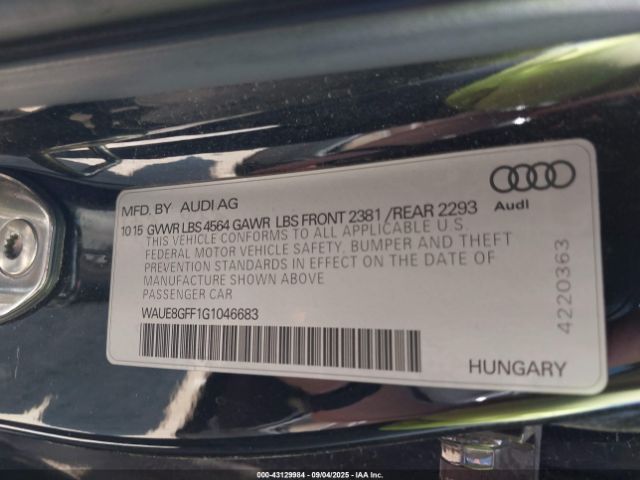 MFD. BY AUDI AG
10 15 GVWR LBS 4564 GAWR LBS FRONT 2381 /REAR 2293
THIS VEHICLE CONFORMS TO ALL APPLICABLE U.S.
FEDERAL MOTOR VEHICLE SAFETY, BUMPER AND THEFT
PREVENTION STANDARDS IN EFFECT ON THE DATE OF
MANUFACTURE SHOWN ABOVE
PASSENGER CAR
WAUE8GFF1G1046683
Audi
4220363
HUNGARY
000-43129984 - 09/04/2025 - IAA Inc.